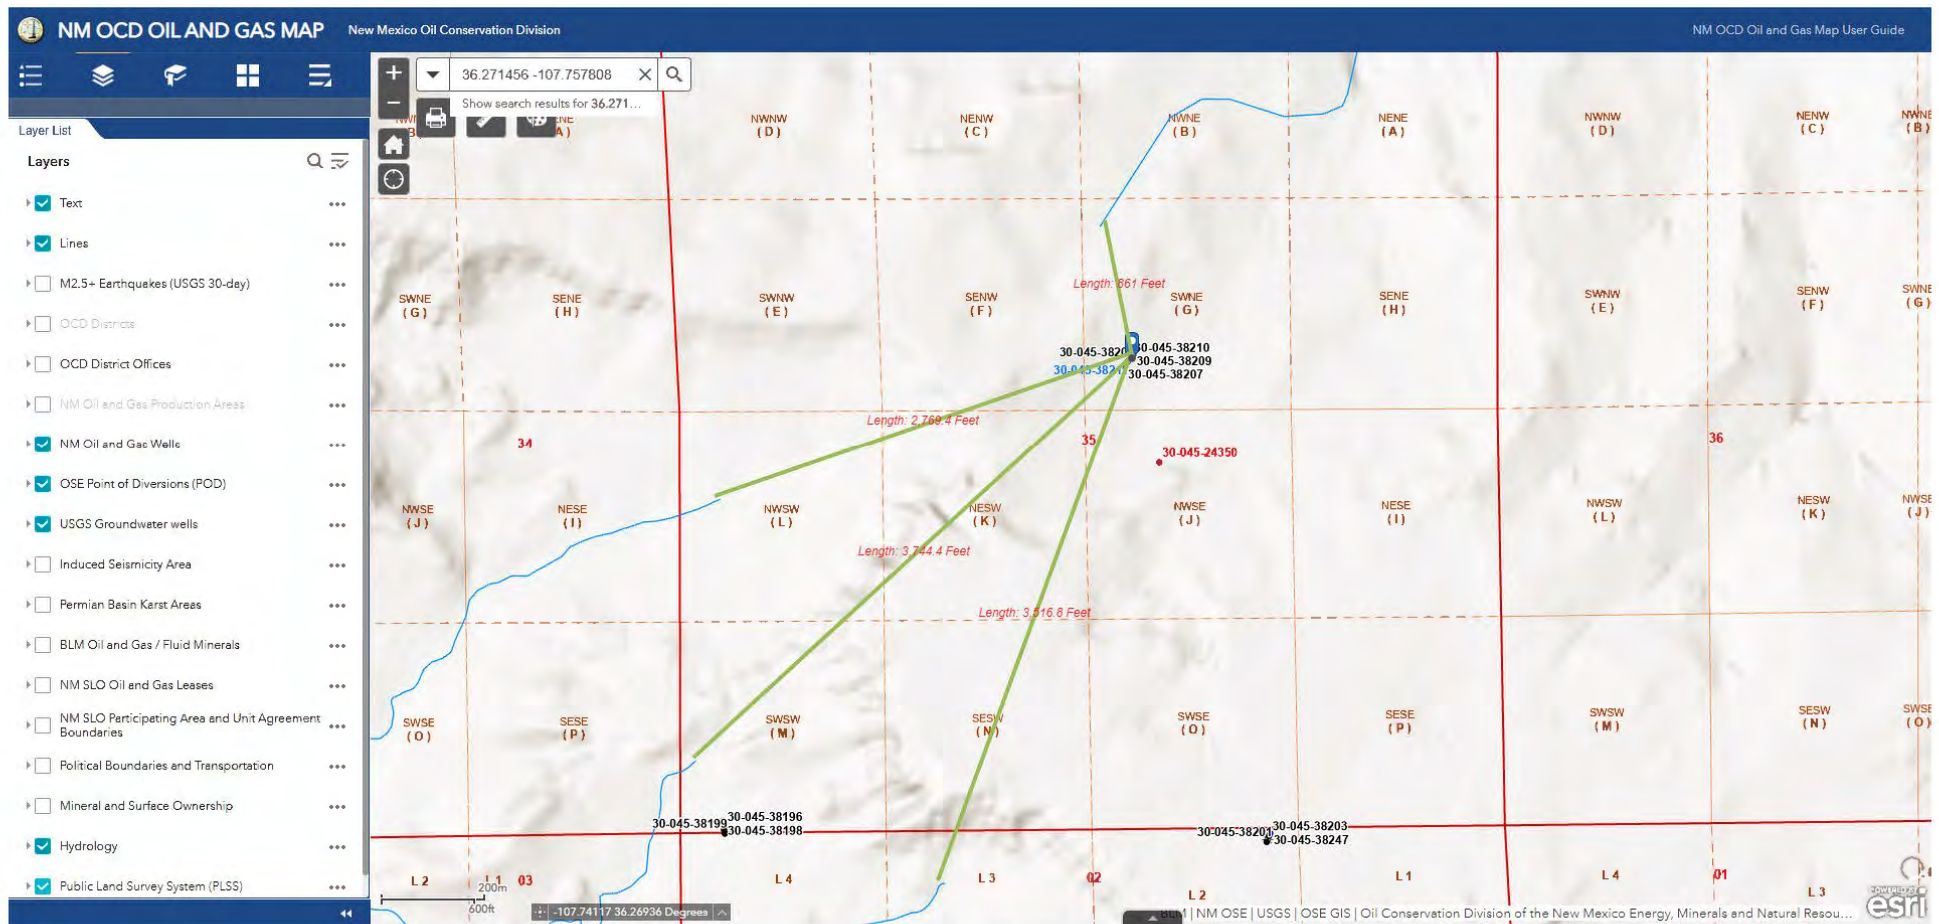 NM OCD OIL AND GAS MAP
New Mexico Oil Conservation Division
NM OCD Oil and Gas Map User Guide
36.271456 -107.757808
Show search results for 36.271...
Layer List
Layers
Text
Lines
M2.5+ Earthquakes (USGS 30-day)
OCD Districts
OCD District Offices
NM Oil and Gas Production Areas
NM Oil and Gas Wells
OSE Point of Diversions (POD)
USGS Groundwater wells
Induced Seismicity Area
Permian Basin Karst Areas
BLM Oil and Gas / Fluid Minerals
NM SLO Oil and Gas Leases
NM SLO Participating Area and Unit Agreement
Boundaries
Political Boundaries and Transportation
Mineral and Surface Ownership
Hydrology
Public Land Survey System (PLSS)
NWNW
(D)
NENW
(C)
NWNE
(B)
NENE
(A)
NWNW
(D)
NENW
(C)
NWNE
(B)
Length: 661 Feet
SWNE
(G)
SENE
(H)
SWNW
(E)
SENW
(F)
SWNE
(G)
SENE
(H)
SWNW
(E)
SENW
(F)
SWNE
(G)
30-045-38210
30-045-38209
30-045-38207
Length: 2,769.4 Feet
34
35
36
30-045-24350
NWSE
(J)
NESE
(I)
NWSW
(L)
NESW
(K)
NWSE
(J)
NESE
(I)
NWSW
(L)
NESW
(K)
NWSE
(J)
Length: 3,744.4 Feet
Length: 3,516.8 Feet
SWSE
(O)
SESE
(P)
SWSW
(M)
SESW
(N)
SWSE
(O)
SESE
(P)
SWSW
(M)
SESW
(N)
SWSE
(O)
30-045-38199
30-045-38196
30-045-38198
30-045-38201
30-045-38203
30-045-38247
L 2
L 1
03
L 4
L 3
02
L 2
L 1
L 4
01
L 3
200m
600ft
-107.74117 36.26936 Degrees
BLM | NM OSE | USGS | OSE GIS | Oil Conservation Division of the New Mexico Energy, Minerals and Natural Resou...
POWERED BY
esri